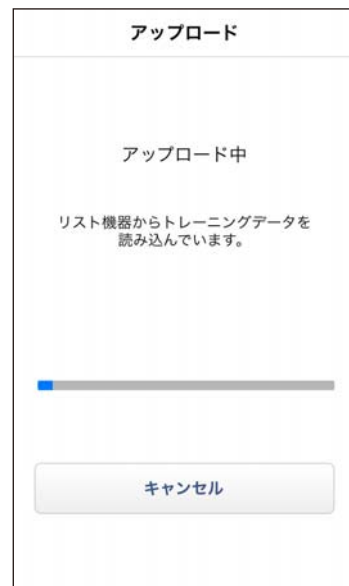 アップロード
アップロード中
リスト機器からトレーニングデータを
読み込んでいます。
キャンセル